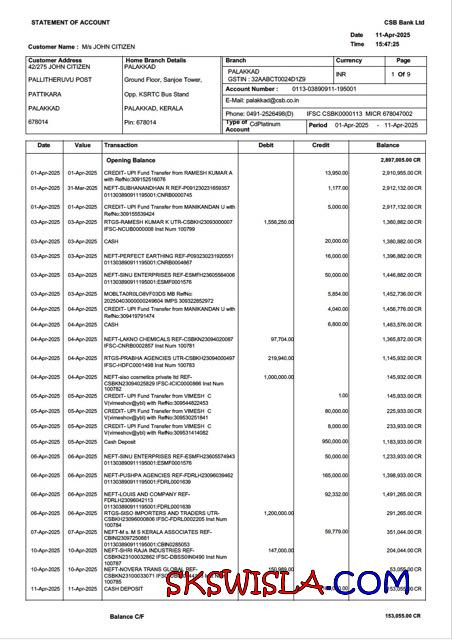 STATEMENT OF ACCOUNT
CSB Bank Ltd
Date 11-Apr-2025
Time 15:47:25
Customer Name : M/s JOHN CITIZEN
Customer Address
42/275 JOHN CITIZEN
PALLITHERUVU POST
PATTIKARA
PALAKKAD
678014
Home Branch Details
PALAKKAD
Ground Floor, Sanjoe Tower,
Opp. KSRTC Bus Stand
PALAKKAD, KERALA
Pin: 678014
Branch Currency Page
PALAKKAD INR 1 Of 9
GSTIN : 32AABCT0024D1Z9
Account Number : 0113-03890911-195001
E-Mail: palakkad@csb.co.in
Phone: 0491-2526498(D) IFSC CSBK0000113 MICR 678047002
Type of Account CdPlatinum Period 01-Apr-2025 - 11-Apr-2025
Date Value Transaction Debit Credit Balance
Opening Balance 2,897,005.00 CR
01-Apr-2025 01-Apr-2025 CREDIT- UPI Fund Transfer from RAMESH KUMAR A 13,950.00 2,910,955.00 CR
with RefNo:309152516076
01-Apr-2025 31-Mar-2025 NEFT-SUBHANANDHAN R REF-P091230231659357 1,177.00 2,912,132.00 CR
011303890911195001:CNRB0000745
01-Apr-2025 01-Apr-2025 CREDIT- UPI Fund Transfer from MANIKANDAN U with 5,000.00 2,917,132.00 CR
RefNo:309155539424
03-Apr-2025 03-Apr-2025 RTGS-RAMESH KUMAR K UTR-CSBKH23093000007 1,556,250.00 1,360,882.00 CR
IFSC-NCUB0000008 Inst Num 100799
03-Apr-2025 03-Apr-2025 CASH 20,000.00 1,380,882.00 CR
03-Apr-2025 03-Apr-2025 NEFT-PERFECT EARTHING REF-P093230231920551 16,000.00 1,396,882.00 CR
011303890911195001:CNRB0004667
03-Apr-2025 03-Apr-2025 NEFT-SINU ENTERPRISES REF-ESMFH23605564006 50,000.00 1,446,882.00 CR
011303890911195001:ESMF0001576
03-Apr-2025 03-Apr-2025 5,854.00 1,452,736.00 CR
20250403000000249604 IMPS 309322852972
04-Apr-2025 04-Apr-2025 CREDIT- UPI Fund Transfer from MANIKANDAN U with 4,040.00 1,456,776.00 CR
RefNo:309419791474
04-Apr-2025 04-Apr-2025 CASH 6,800.00 1,463,576.00 CR
04-Apr-2025 04-Apr-2025 NEFT-LAKNO CHEMICALS REF-CSBKN23094020087 97,704.00 1,365,872.00 CR
IFSC-CNRB0002857 Inst Num 100781
04-Apr-2025 04-Apr-2025 RTGS-PRABHA AGENCIES UTR-CSBKH23094000497 219,940.00 1,145,932.00 CR
IFSC-HDFC0001498 Inst Num 100783
04-Apr-2025 04-Apr-2025 NEFT-siso cosmetics private ltd REF- 1,000,000.00 145,932.00 CR
CSBKN23094025829 IFSC-ICIC0000866 Inst Num
100782
05-Apr-2025 05-Apr-2025 CREDIT- UPI Fund Transfer from VIMESH C 1.00 145,933.00 CR
V(vimeshov@ybl) with RefNo:309544822453
05-Apr-2025 05-Apr-2025 CREDIT- UPI Fund Transfer from VIMESH C 80,000.00 225,933.00 CR
V(vimeshov@ybl) with RefNo:309530251841
05-Apr-2025 05-Apr-2025 CREDIT- UPI Fund Transfer from VIMESH C 8,000.00 233,933.00 CR
V(vimeshov@ybl) with RefNo:309531414082
05-Apr-2025 05-Apr-2025 Cash Deposit 950,000.00 1,183,933.00 CR
06-Apr-2025 06-Apr-2025 NEFT-SINU ENTERPRISES REF-ESMFH23605574943 50,000.00 1,233,933.00 CR
011303890911195001:ESMF0001576
06-Apr-2025 06-Apr-2025 NEFT-PUSHPA AGENCIES REF-FDRLH23096039462 165,000.00 1,398,933.00 CR
011303890911195001:FDRL0001639
06-Apr-2025 06-Apr-2025 NEFT-LOUIS AND COMPANY REF- 92,332.00 1,491,265.00 CR
FDRLH23096042113
011303890911195001:FDRL0001639
06-Apr-2025 06-Apr-2025 RTGS-SISO IMPORTERS AND TRADERS UTR- 1,200,000.00 291,265.00 CR
CSBKH23096000806 IFSC-FDRL0002205 Inst Num
100784
07-Apr-2025 07-Apr-2025 NEFT-M s. M S KERALA ASSOCIATES REF- 59,779.00 351,044.00 CR
CBIN23097250881
011303890911195001:CBIN0285053
10-Apr-2025 10-Apr-2025 NEFT-SHRI RAJA INDUSTRIES REF- 147,000.00 204,044.00 CR
CSBKN23100033062 IFSC-DBSS0IN0490 Inst Num
100787
10-Apr-2025 10-Apr-2025 NEFT-NOVERA TRANS GLOBAL REF- 150,989.00 53,055.00 CR
CSBKN23100033071
100785
11-Apr-2025 11-Apr-2025 CASH DEPOSIT 153,055.00 CR
SKSWISLA.COM
Balance C/F 153,055.00 CR